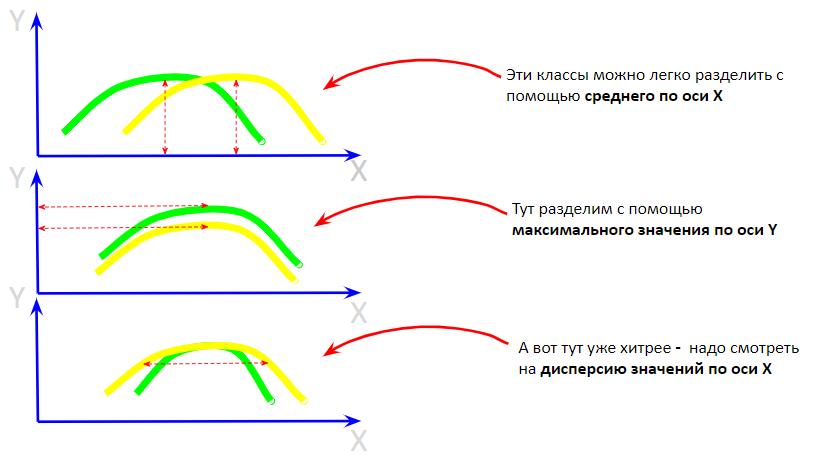 Y
Эти классы можно легко разделить с
помощью среднего по оси X
X
Y
Тут разделим с помощью
максимального значения по оси Y
X
Y
А вот тут уже хитрее - надо смотреть
на дисперсию значений по оси X
X